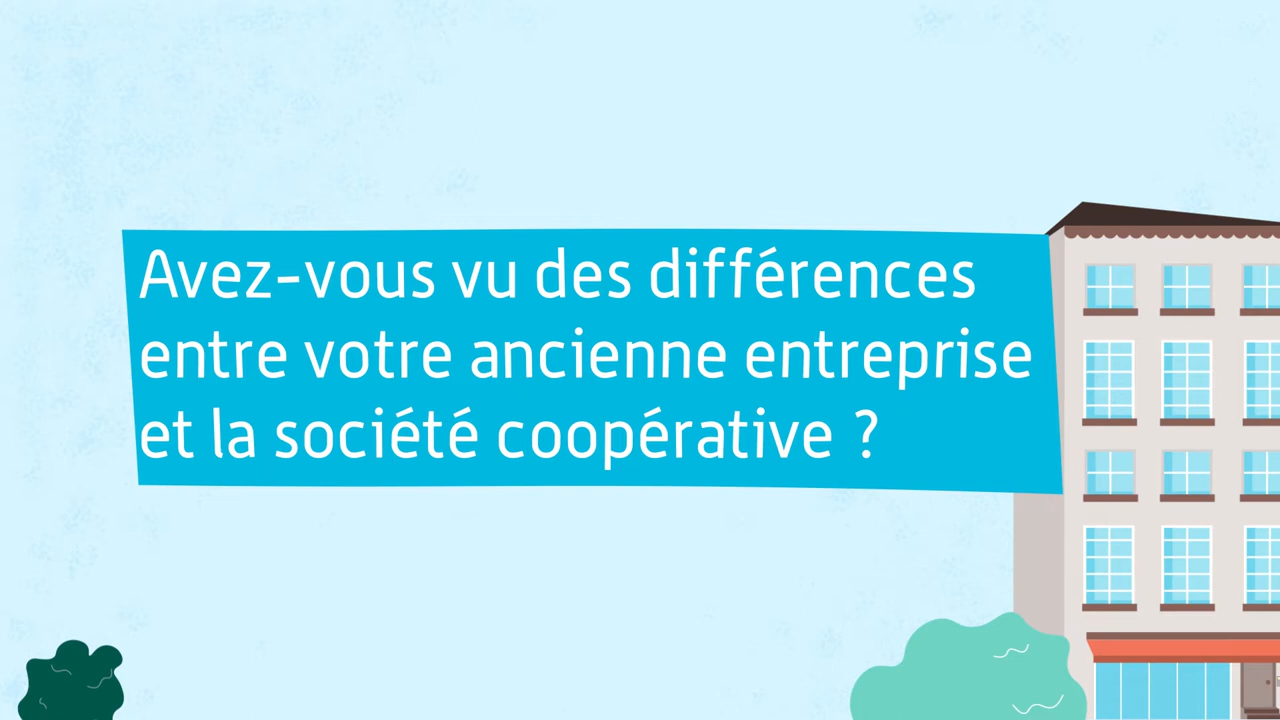 Avez-vous vu des différences
entre votre ancienne entreprise
et la société coopérative ?